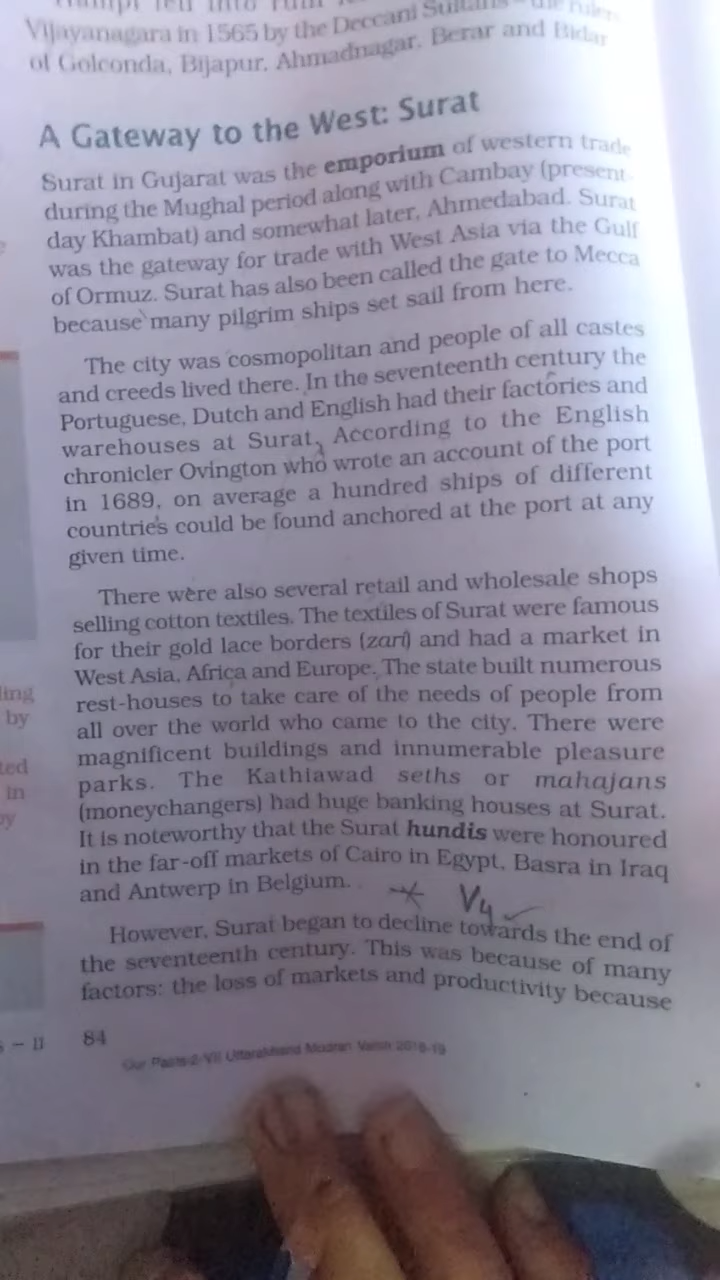 Vijayanagara in 1565 by the Deccani Sultans – the rulers
of Golconda, Bijapur, Ahmadnagar, Berar and Bidar
A Gateway to the West: Surat
Surat in Gujarat was the emporium of western trade
during the Mughal period along with Cambay (present-
day Khambat) and somewhat later, Ahmedabad. Surat
was the gateway for trade with West Asia via the Gulf
of Ormuz. Surat has also been called the gate to Mecca
because many pilgrim ships set sail from here.
The city was cosmopolitan and people of all castes
and creeds lived there. In the seventeenth century the
Portuguese, Dutch and English had their factories and
warehouses at Surat. According to the English
chronicler Ovington who wrote an account of the port
in 1689, on average a hundred ships of different
countries could be found anchored at the port at any
given time.
There were also several retail and wholesale shops
selling cotton textiles. The textiles of Surat were famous
for their gold lace borders (zari) and had a market in
West Asia, Africa and Europe. The state built numerous
rest-houses to take care of the needs of people from
all over the world who came to the city. There were
magnificent buildings and innumerable pleasure
parks. The Kathiawad seths or mahajans
(moneychangers) had huge banking houses at Surat.
It is noteworthy that the Surat hundis were honoured
in the far-off markets of Cairo in Egypt, Basra in Iraq
and Antwerp in Belgium.
However, Surat began to decline towards the end of
the seventeenth century. This was because of many
factors: the loss of markets and productivity because
– II 84
ling
by
ted
in
by